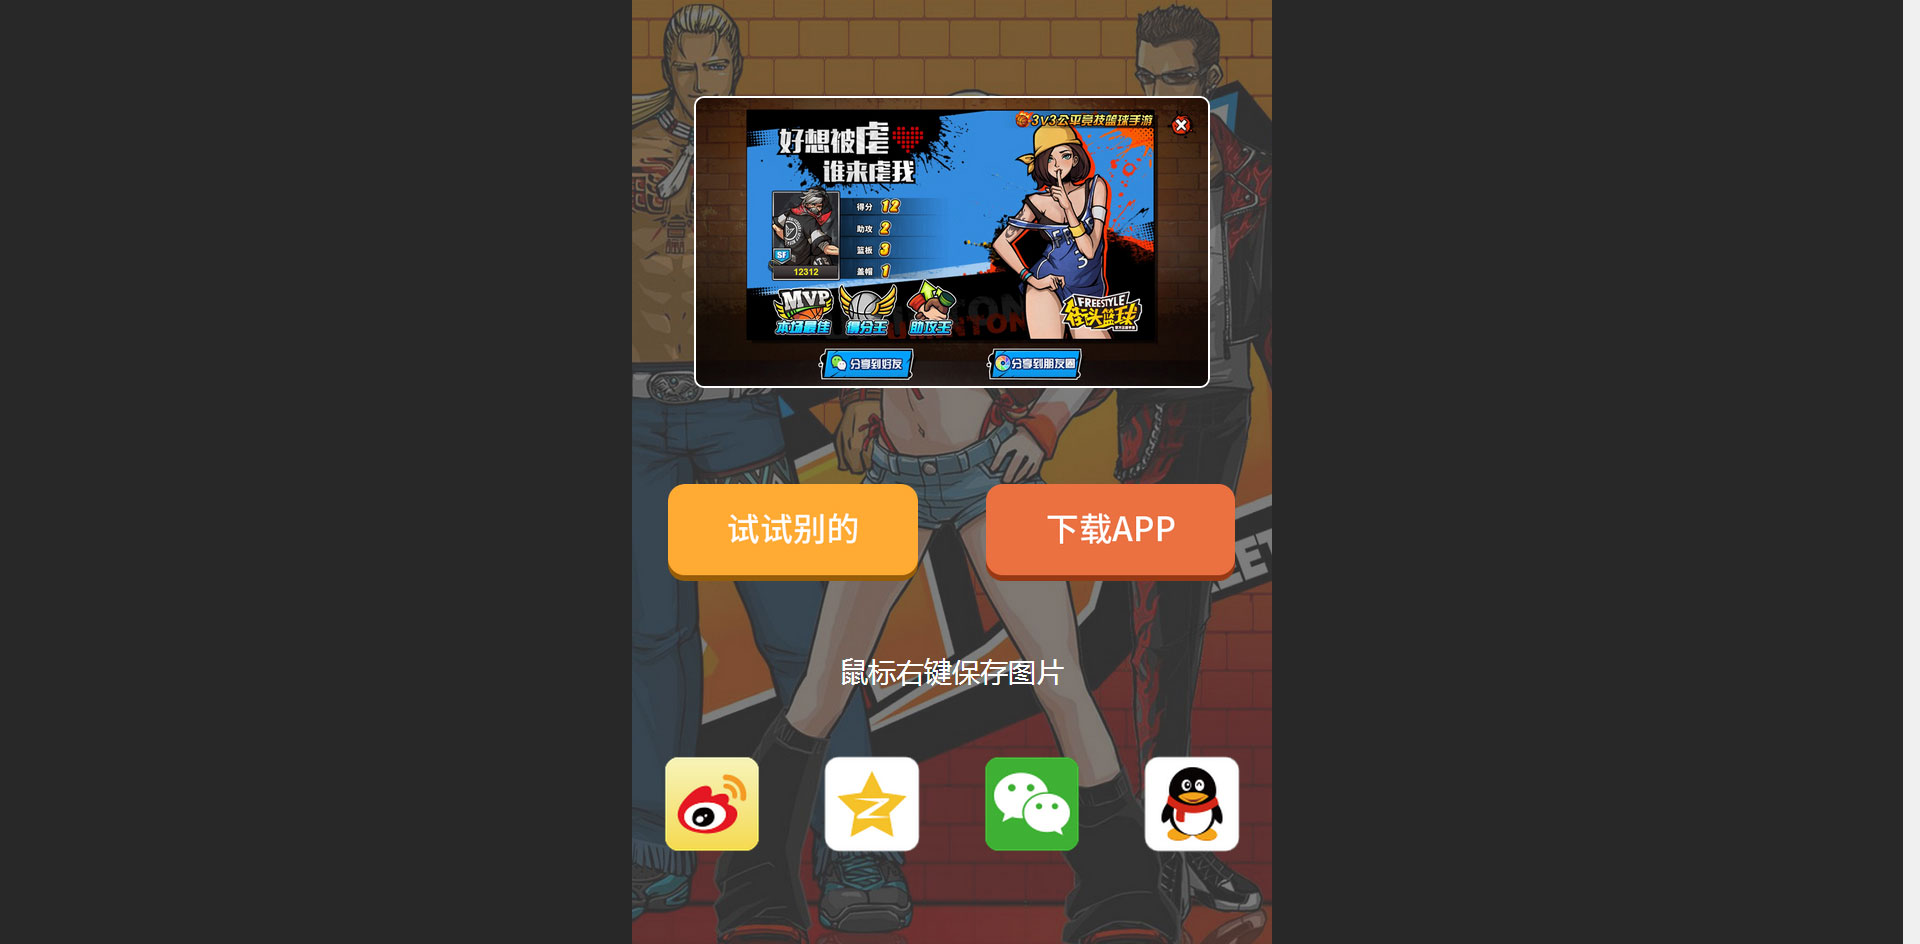 3V3公平竞技篮球手游
好想被虐
谁来虐我
得分 12
助攻 2
篮板 3
盖帽 1
SF
12312
MVP
本场最佳
得分王
助攻王
FREESTYLE
街头篮球
分享到好友
分享到朋友圈
试试别的
下载APP
鼠标右键保存图片